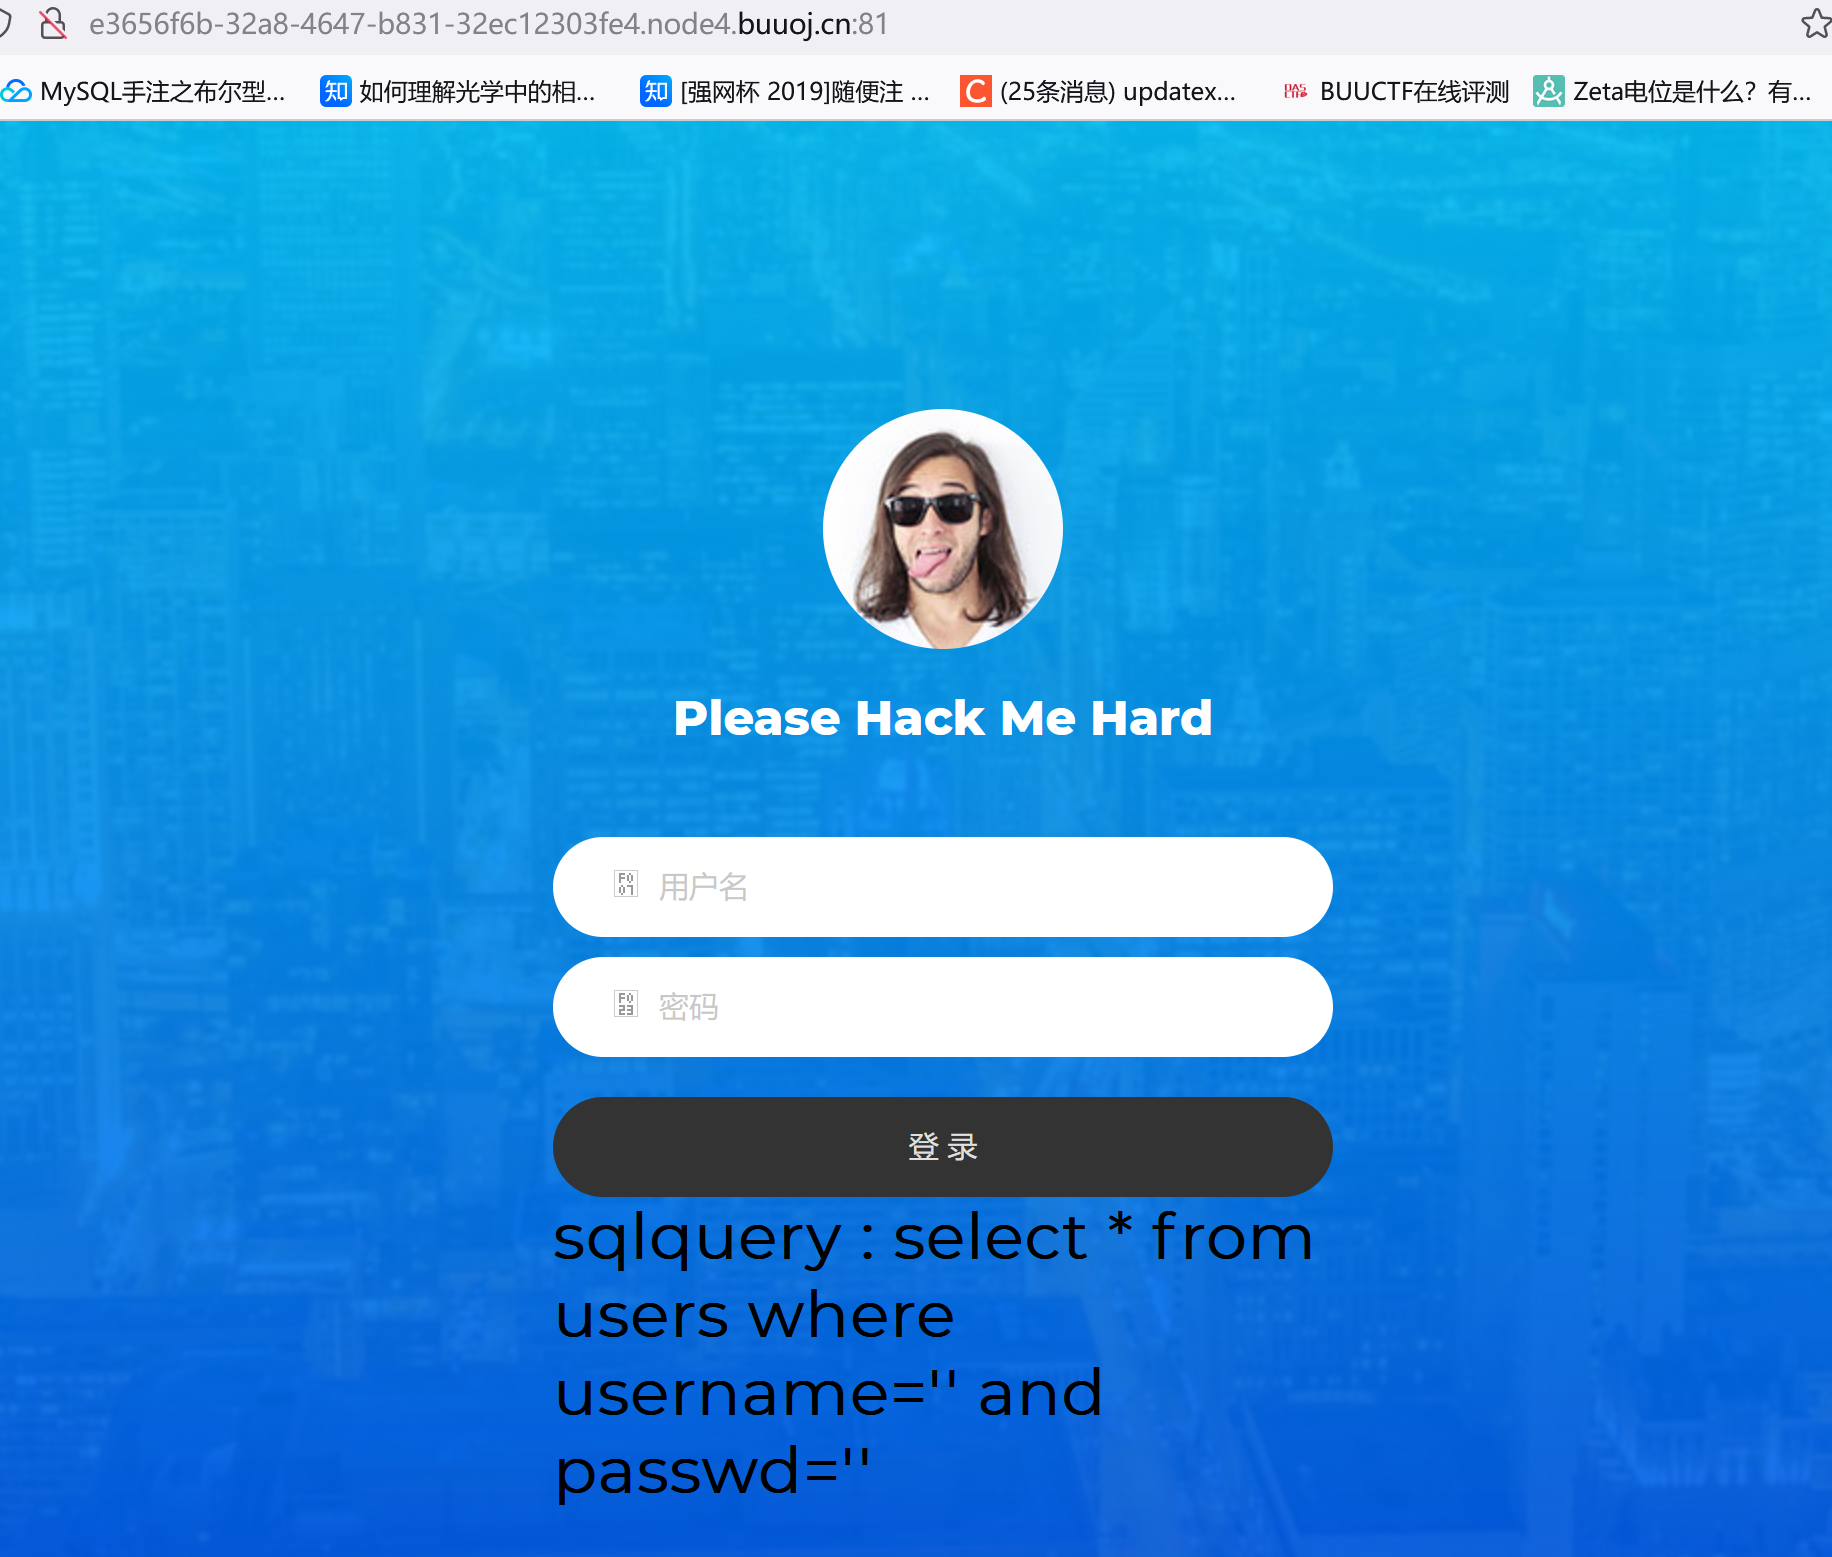 e3656f6b-32a8-4647-b831-32ec12303fe4.node4.buuoj.cn:81
MySQL手注之布尔型... 知 如何理解光学中的相... 知 [强网杯 2019]随便注 ... C (25条消息) updatex... BUUCTF在线评测 Zeta电位是什么？有...
Please Hack Me Hard
用户名
密码
登 录
sqlquery : select * from
users where
username='' and
passwd=''